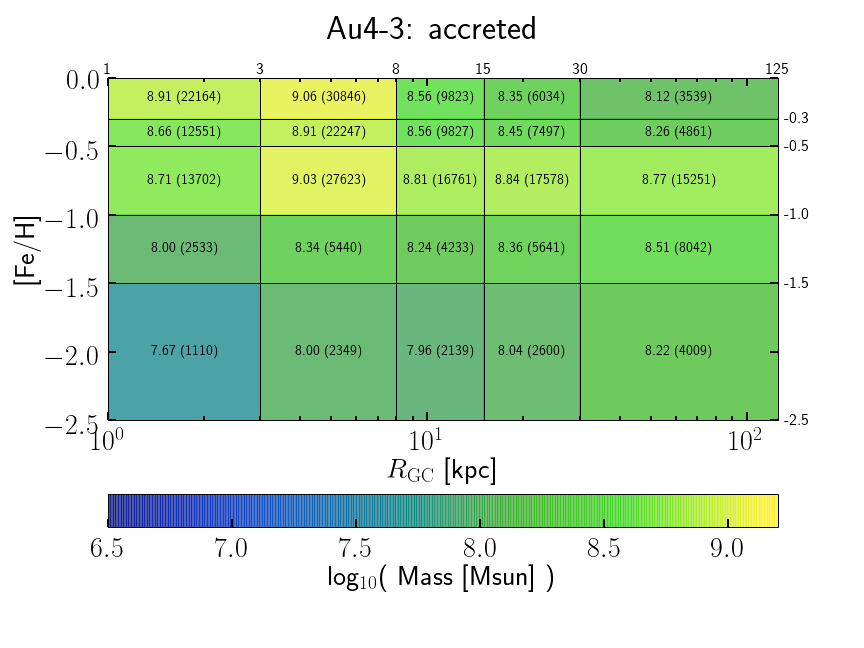 Au4-3: accreted
1 3 8 15 30 125
0.0
8.91 (22164) 9.06 (30846) 8.56 (9823) 8.35 (6034) 8.12 (3539)
-0.3
8.66 (12551) 8.91 (22247) 8.56 (9827) 8.45 (7497) 8.26 (4861)
−0.5 -0.5
8.71 (13702) 9.03 (27623) 8.81 (16761) 8.84 (17578) 8.77 (15251)
−1.0 -1.0
[Fe/H]
8.00 (2533) 8.34 (5440) 8.24 (4233) 8.36 (5641) 8.51 (8042)
−1.5 -1.5
7.67 (1110) 8.00 (2349) 7.96 (2139) 8.04 (2600) 8.22 (4009)
−2.0
−2.5 -2.5
10⁰ 10¹ 10²
R_GC [kpc]
6.5 7.0 7.5 8.0 8.5 9.0
log₁₀( Mass [Msun] )